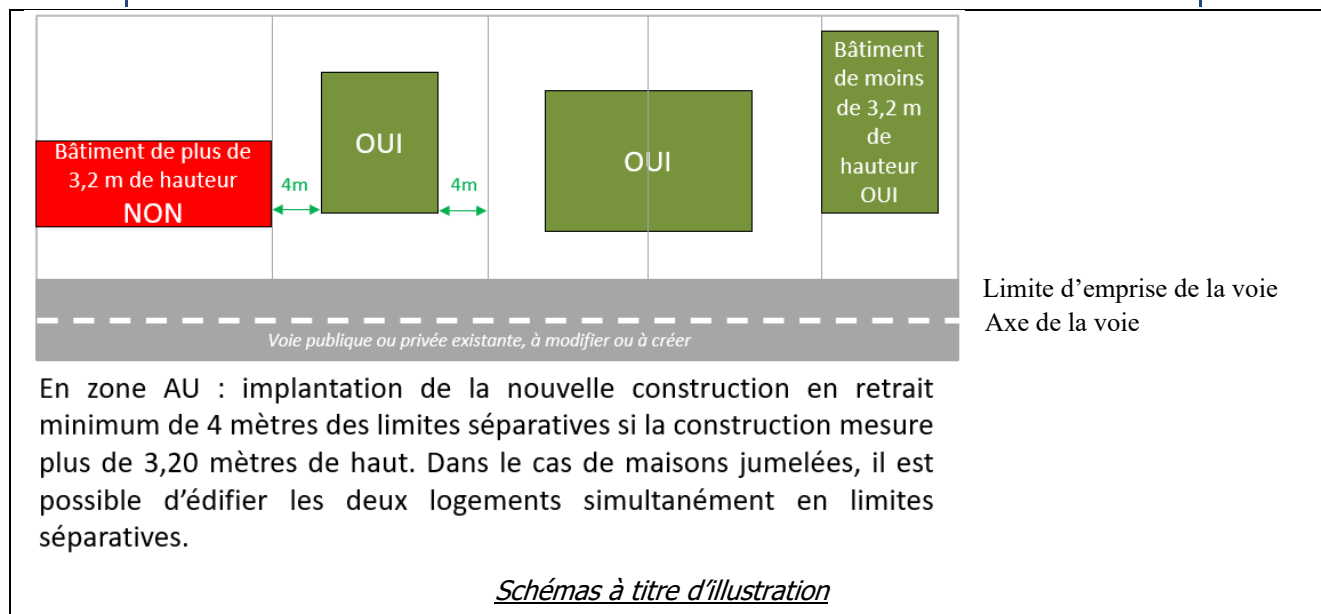 Bâtiment
de moins
de 3,2 m
de
hauteur
OUI
OUI
OUI
Bâtiment de plus de
3,2 m de hauteur
NON
4m
4m
Limite d’emprise de la voie
Axe de la voie
Voie publique ou privée existante, à modifier ou à créer
En zone AU : implantation de la nouvelle construction en retrait
minimum de 4 mètres des limites séparatives si la construction mesure
plus de 3,20 mètres de haut. Dans le cas de maisons jumelées, il est
possible d’édifier les deux logements simultanément en limites
séparatives.
Schémas à titre d’illustration